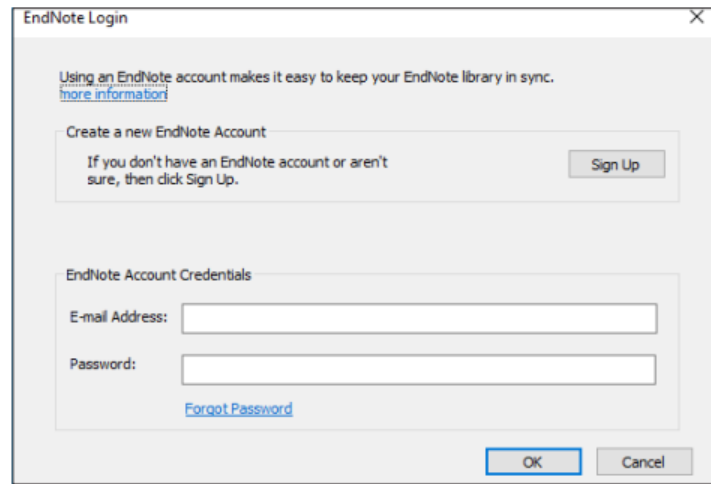 EndNote Login
Using an EndNote account makes it easy to keep your EndNote library in sync.
more information
Create a new EndNote Account
If you don't have an EndNote account or aren't
sure, then click Sign Up.
Sign Up
EndNote Account Credentials
E-mail Address:
Password:
Forgot Password
OK
Cancel